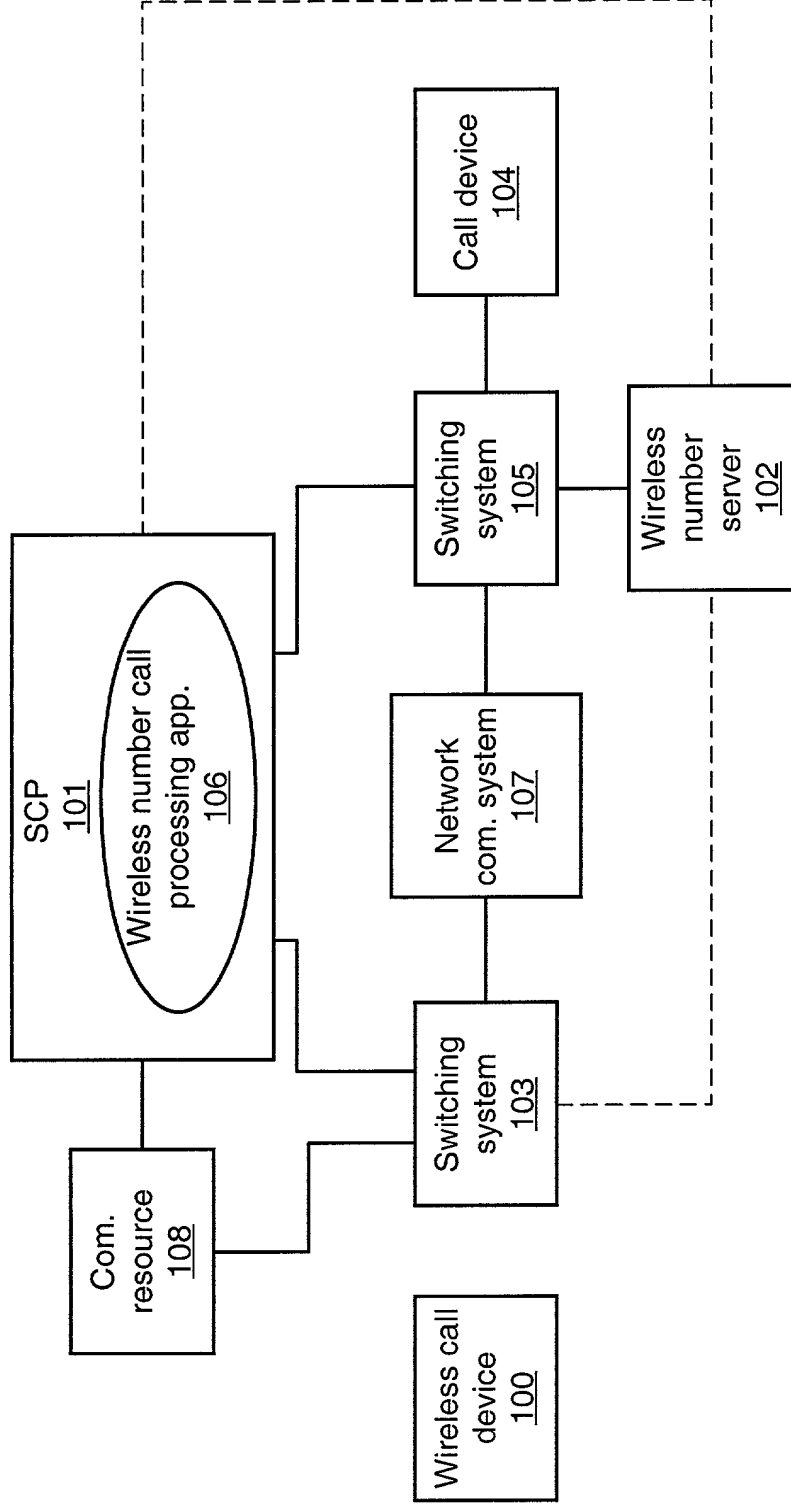 SCP
101
Wireless number call
processing app.
106
Com.
resource
108
Wireless call
device
100
Switching
system
103
Network
com. system
107
Switching
system
105
Call device
104
Wireless
number
server
102